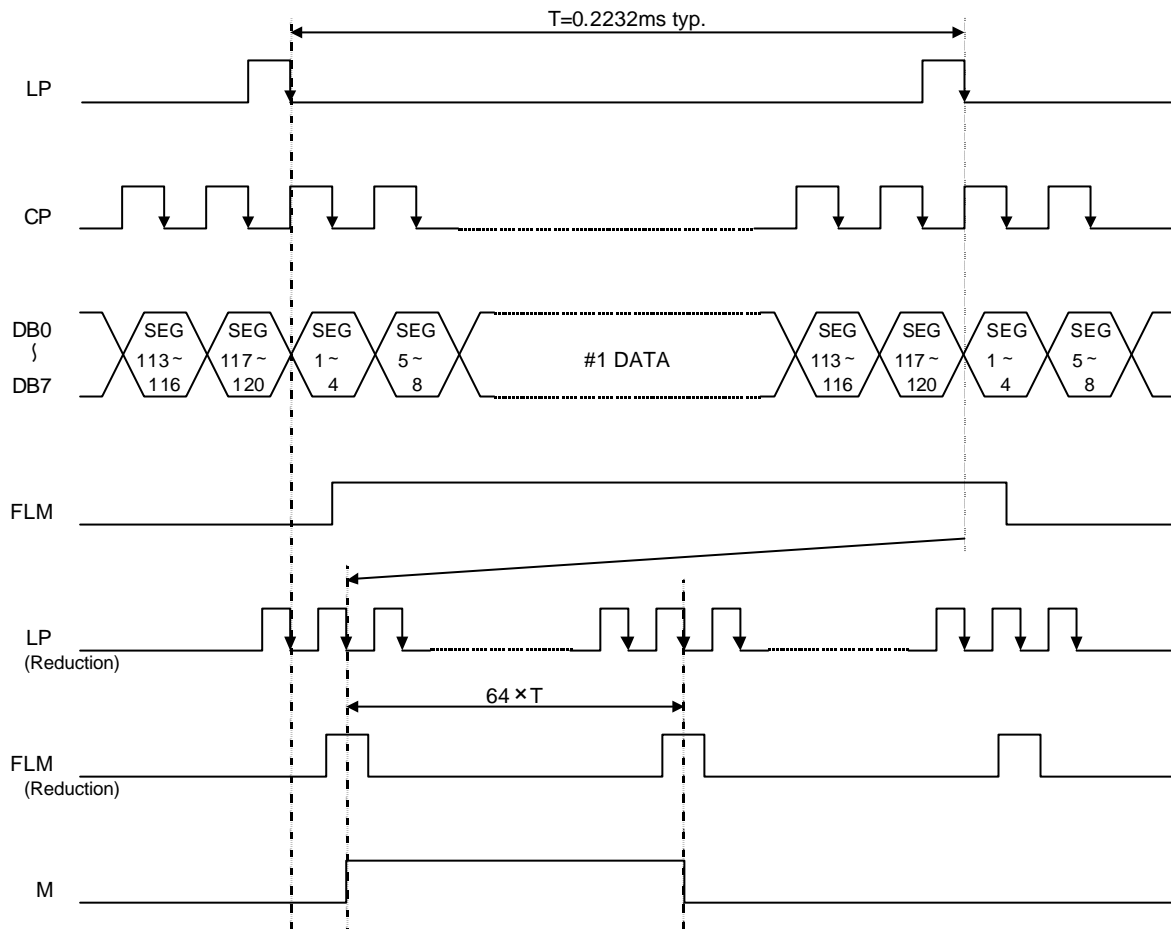 T=0.2232ms typ.
LP
CP
DB0
~
DB7
SEG
113~
116
SEG
117~
120
SEG
1~
4
SEG
5~
8
#1 DATA
SEG
113~
116
SEG
117~
120
SEG
1~
4
SEG
5~
8
FLM
LP
(Reduction)
64×T
FLM
(Reduction)
M